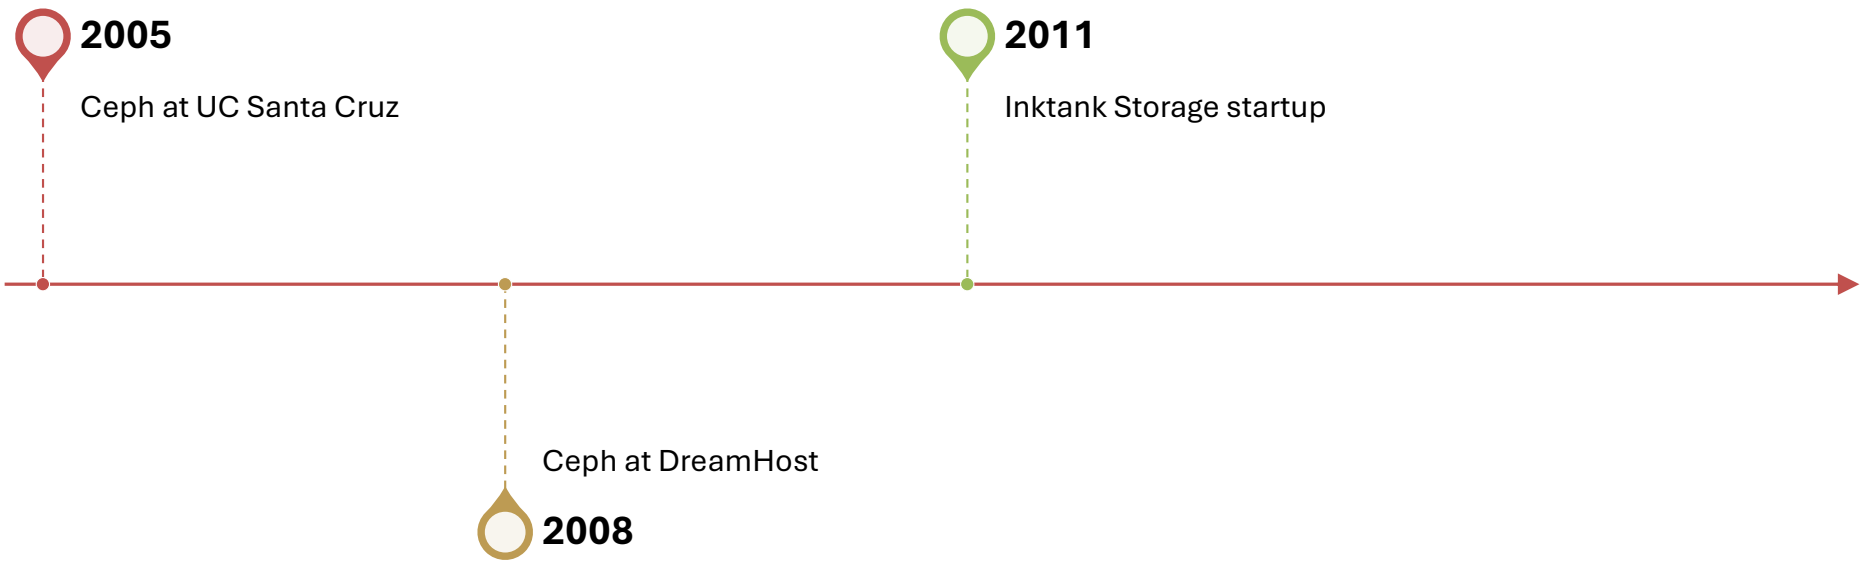 2005
Ceph at UC Santa Cruz
2011
Inktank Storage startup
Ceph at DreamHost
2008